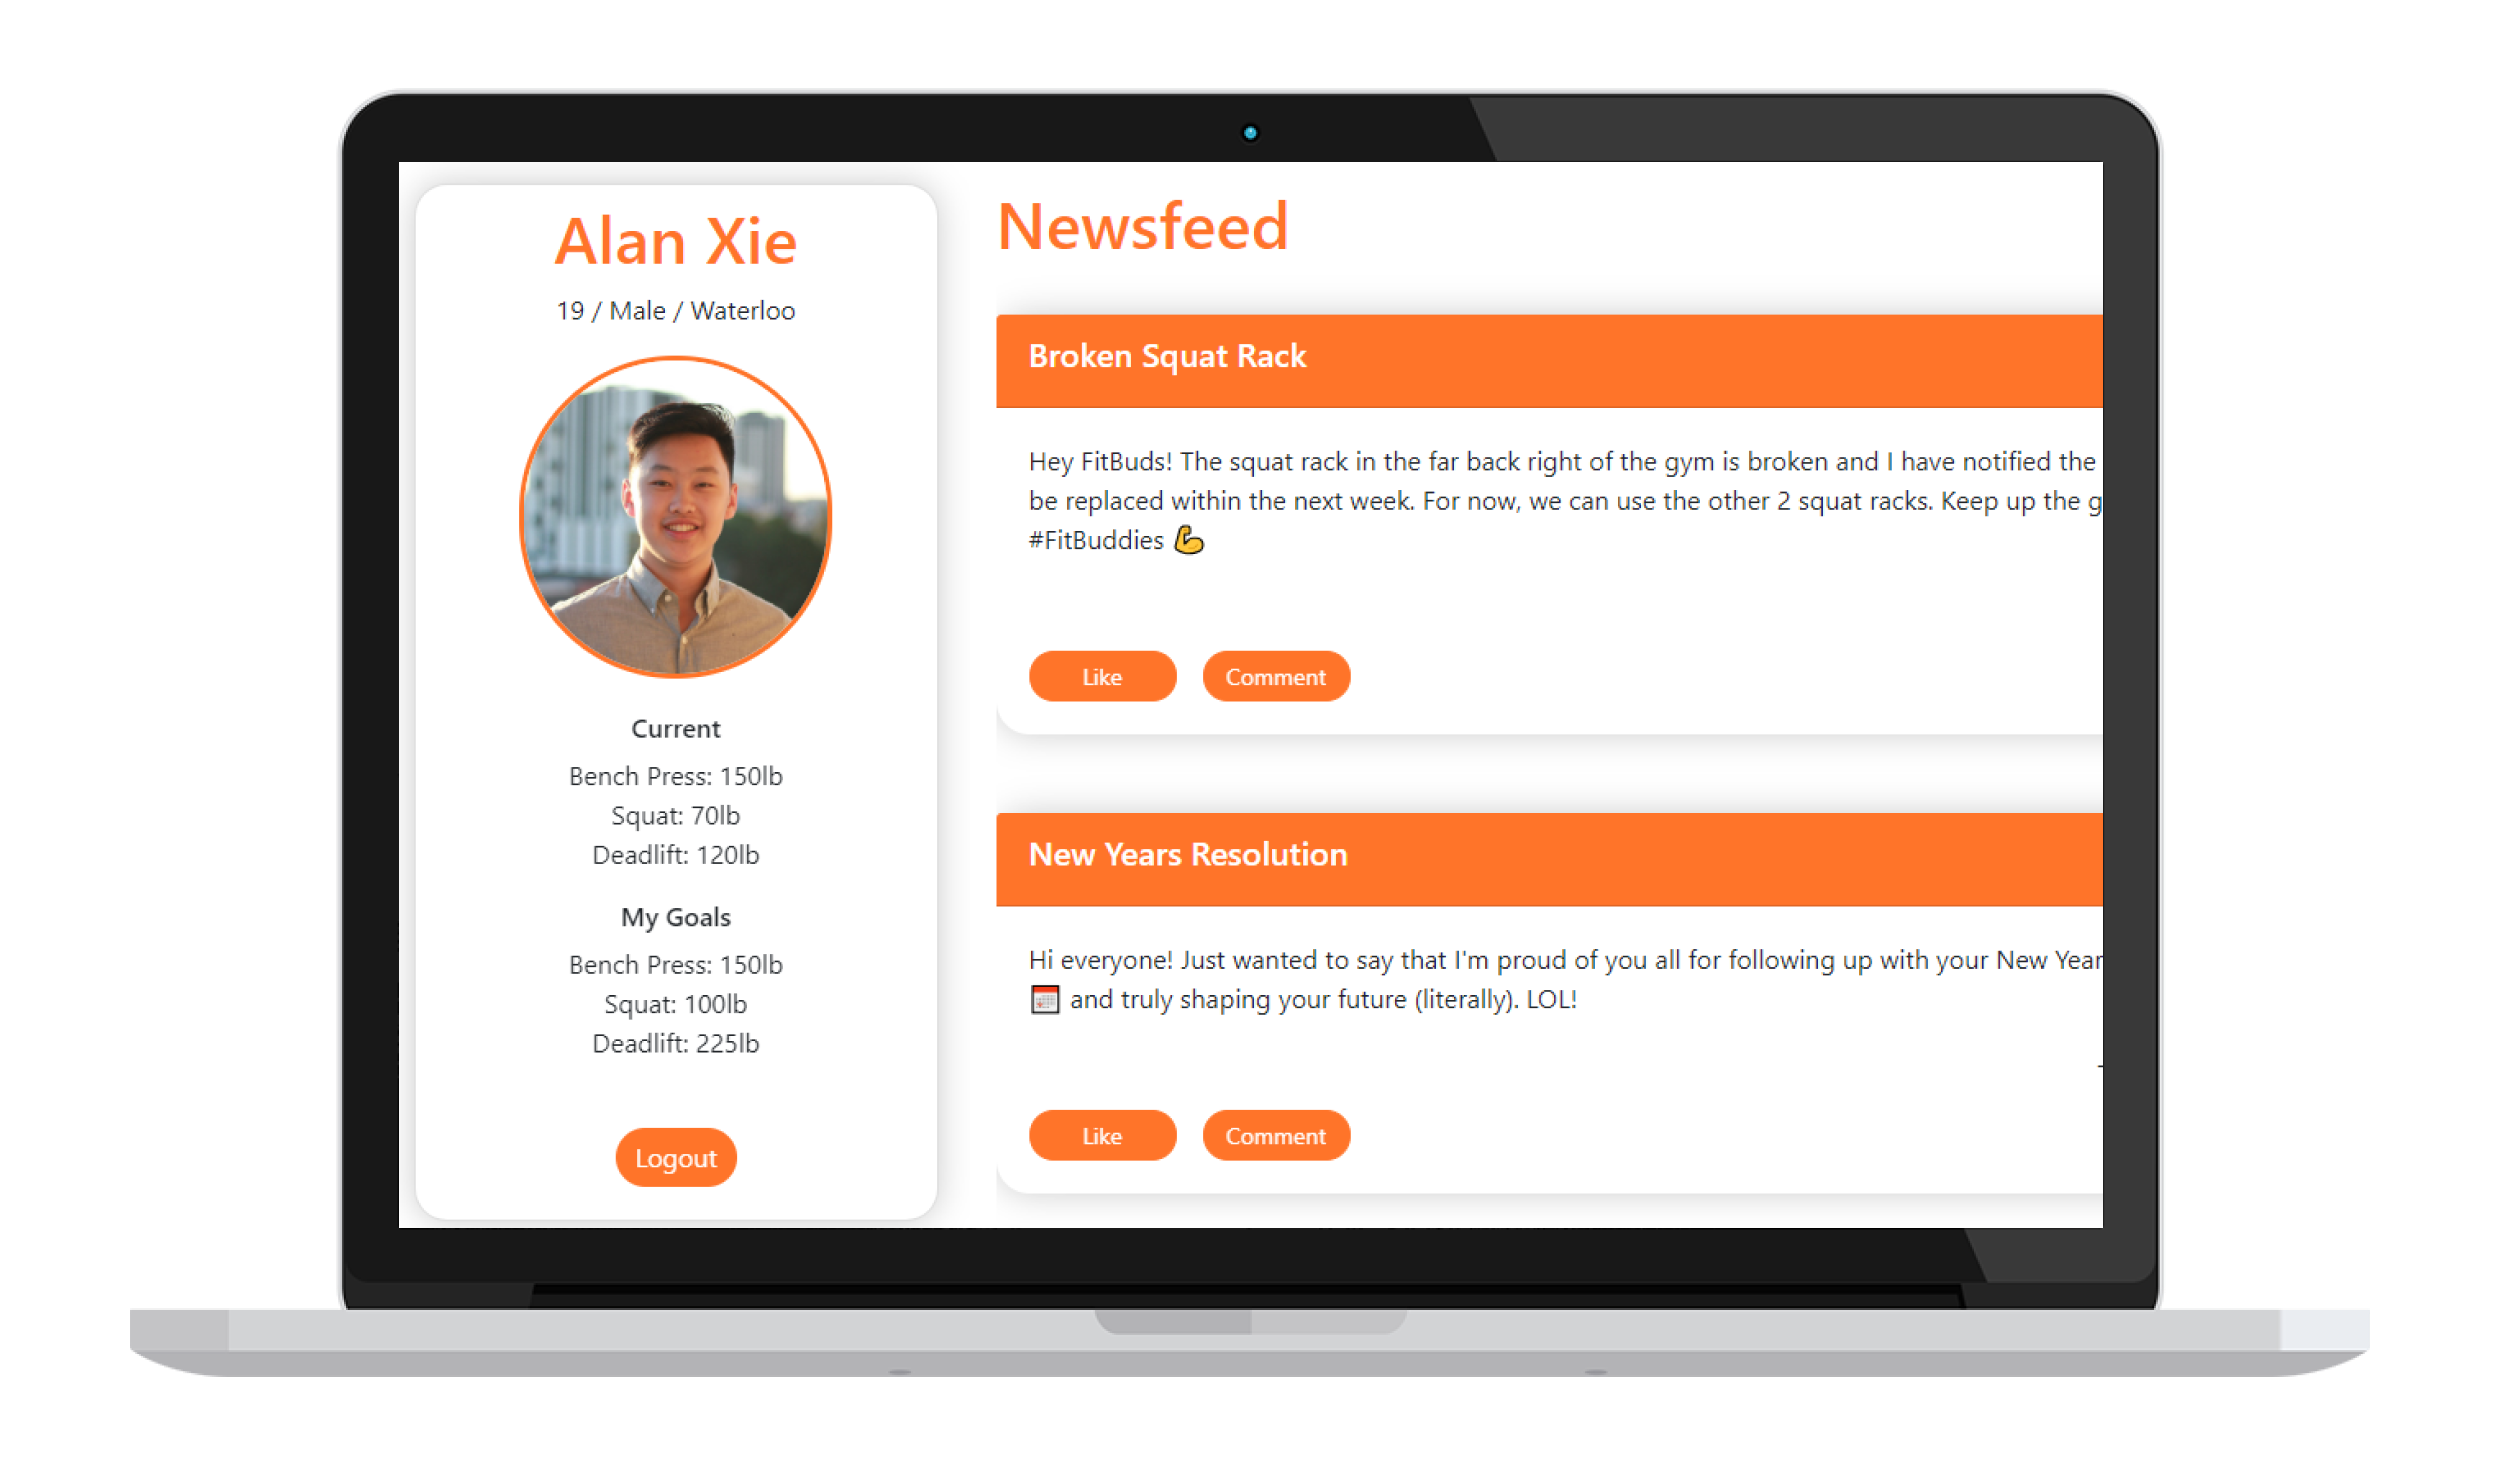 Alan Xie
19 / Male / Waterloo
Current
Bench Press: 150lb
Squat: 70lb
Deadlift: 120lb
My Goals
Bench Press: 150lb
Squat: 100lb
Deadlift: 225lb
Logout
Newsfeed
Broken Squat Rack
Hey FitBuds! The squat rack in the far back right of the gym is broken and I have notified the
be replaced within the next week. For now, we can use the other 2 squat racks. Keep up the g
#FitBuddies 💪
Like Comment
New Years Resolution
Hi everyone! Just wanted to say that I'm proud of you all for following up with your New Year
📅 and truly shaping your future (literally). LOL!
Like Comment